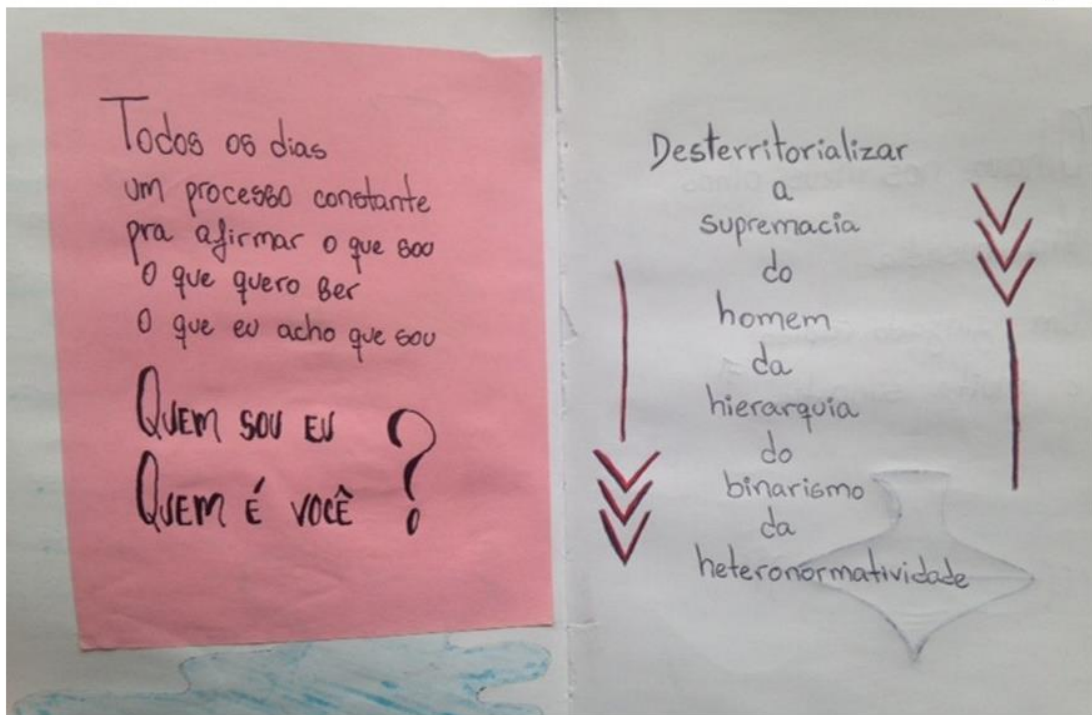 Todos os dias
um processo constante
pra afirmar o que sou
O que quero ser
O que eu acho que sou
QUEM SOU EU
QUEM É VOCÊ ?
Desterritorializar
a
supremacia
do
homem
da
hierarquia
do
binarismo
da
heteronormatividade